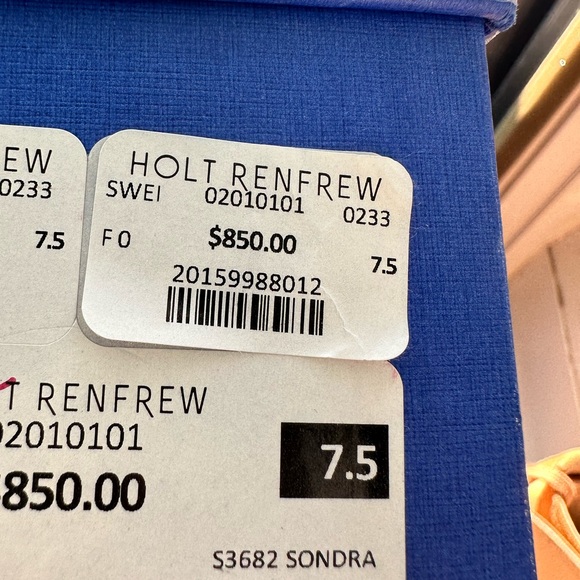 EW
0233
7.5
HOLT RENFREW
SWEI 02010101 0233
F0 $850.00 7.5
20159988012
T RENFREW
02010101
$850.00
7.5
S3682 SONDRA